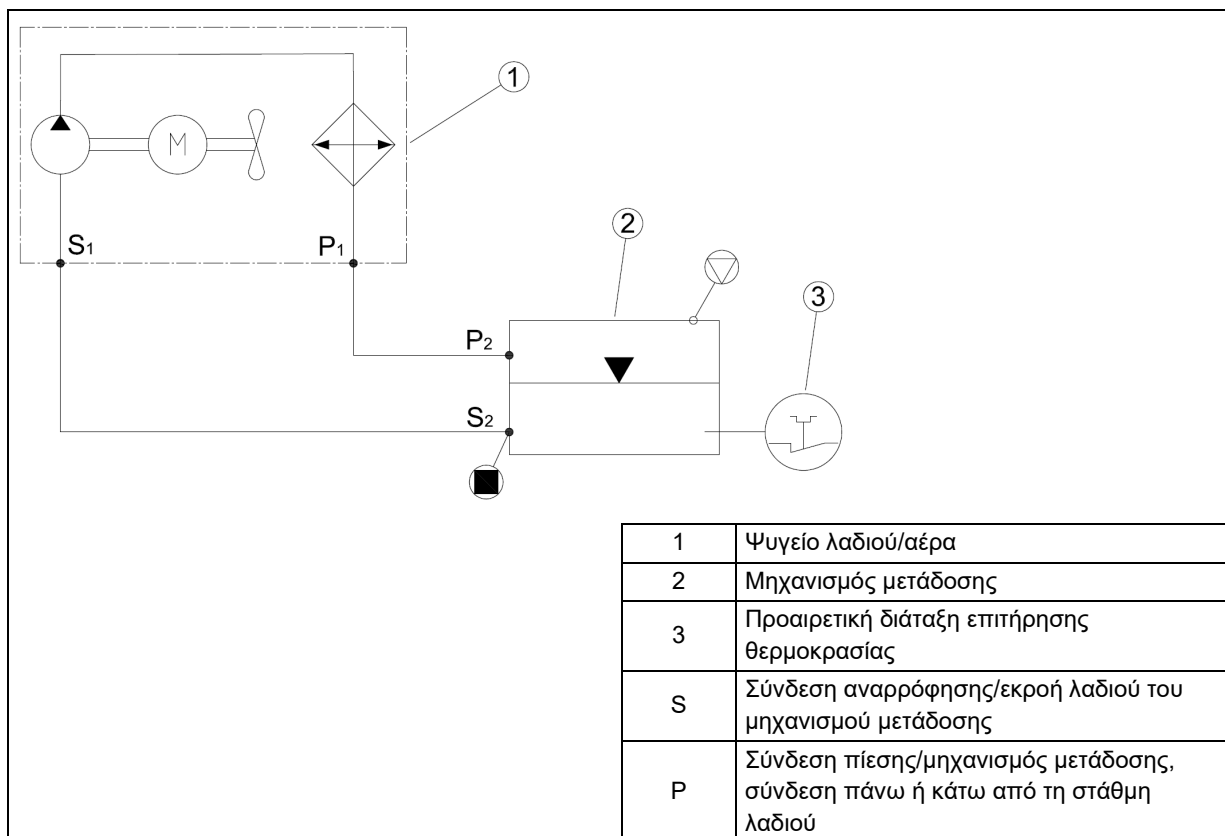 1
M
S1
P1
2
3
P2
S2
1 Ψυγείο λαδιού/αέρα
2 Μηχανισμός μετάδοσης
3 Προαιρετική διάταξη επιτήρησης
θερμοκρασίας
S Σύνδεση αναρρόφησης/εκροή λαδιού του
μηχανισμού μετάδοσης
P Σύνδεση πίεσης/μηχανισμός μετάδοσης,
σύνδεση πάνω ή κάτω από τη στάθμη
λαδιού